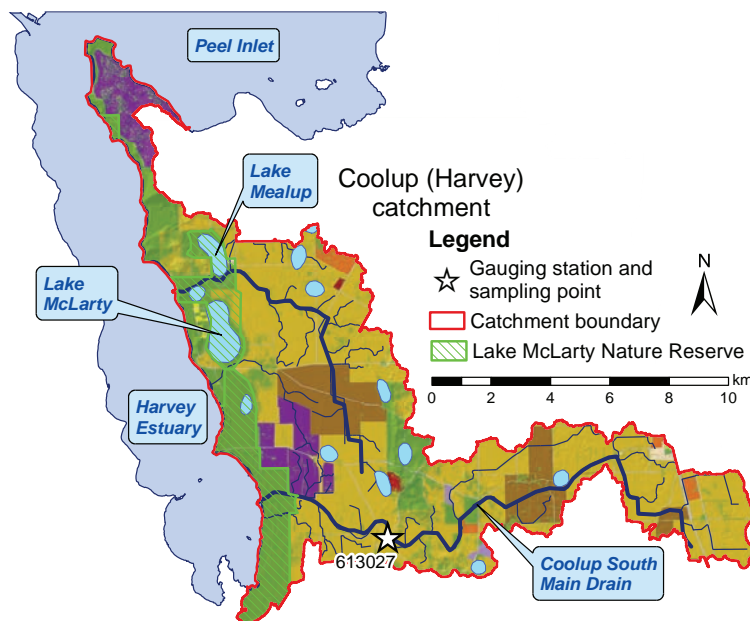 Peel Inlet
Lake
Mealup
Coolup (Harvey)
catchment
Legend
Gauging station and
sampling point
Catchment boundary
Lake McLarty Nature Reserve
N
km
0 2 4 6 8 10
Lake
McLarty
Harvey
Estuary
613027
Coolup South
Main Drain